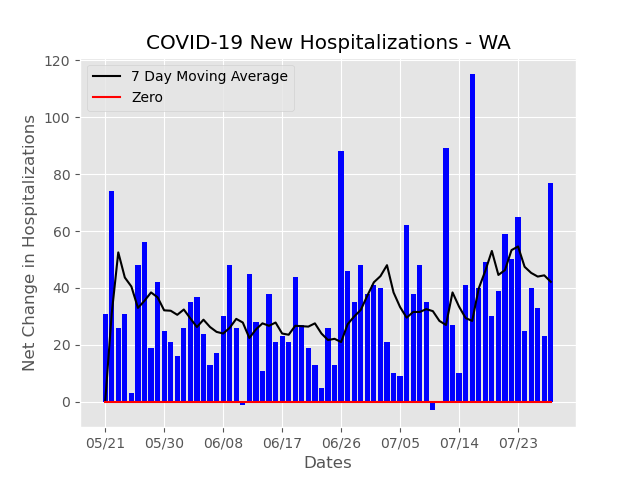 COVID-19 New Hospitalizations - WA
7 Day Moving Average
Zero
Net Change in Hospitalizations
120
100
80
60
40
20
0
05/21 05/30 06/08 06/17 06/26 07/05 07/14 07/23
Dates